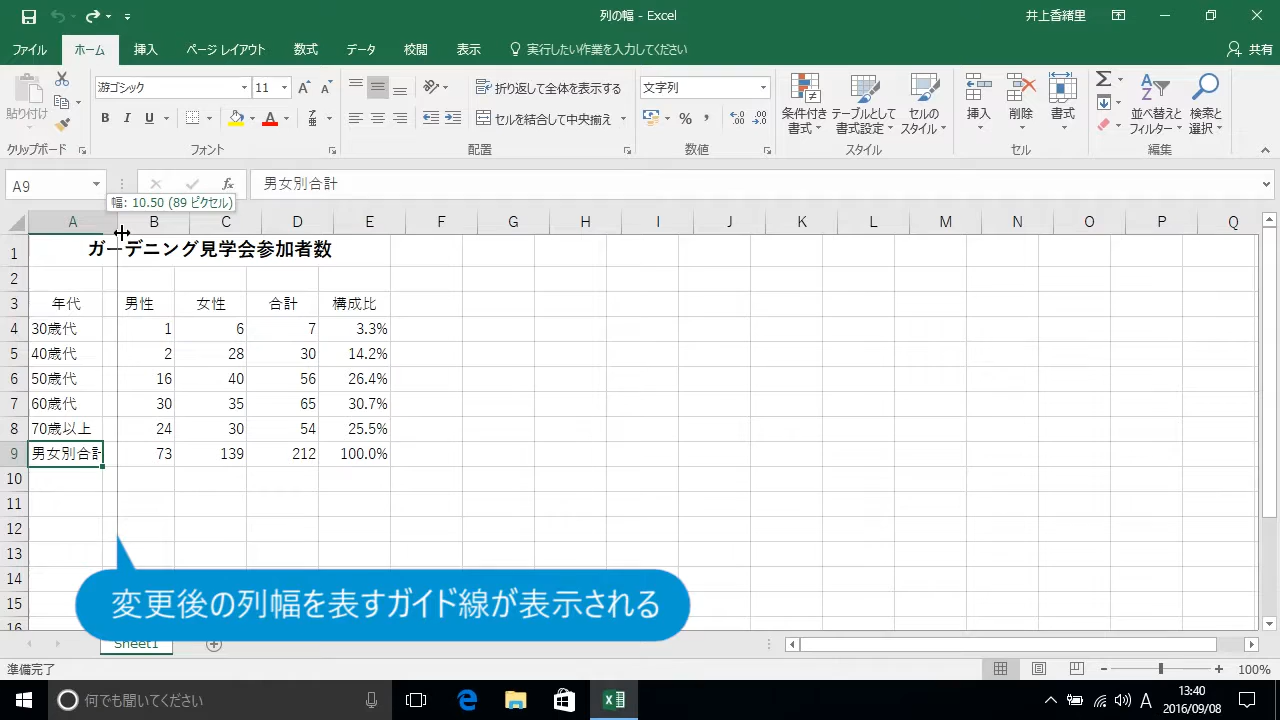 列の幅 - Excel
井上香緒里
ファイル ホーム 挿入 ページ レイアウト 数式 データ 校閲 表示 実行したい作業を入力してください 共有
貼り付け
游ゴシック 11
B I U A
折り返して全体を表示する
セルを結合して中央揃え
文字列
%
条件付き書式
テーブルとして書式設定
セルのスタイル
挿入 削除 書式
並べ替えとフィルター
検索と選択
クリップボード フォント 配置 数値 スタイル セル 編集
A9 fx 男女別合計
幅: 10.50 (89 ピクセル)
A B C D E F G H I J K L M N O P Q
1 ガーデニング見学会参加者数
2
3 年代 男性 女性 合計 構成比
4 30歳代 1 6 7 3.3%
5 40歳代 2 28 30 14.2%
6 50歳代 16 40 56 26.4%
7 60歳代 30 35 65 30.7%
8 70歳以上 24 30 54 25.5%
9 男女別合計 73 139 212 100.0%
10
11
12
13
14
15
16
変更後の列幅を表すガイド線が表示される
Sheet1
準備完了
100%
何でも聞いてください
A
13:40
2016/09/08